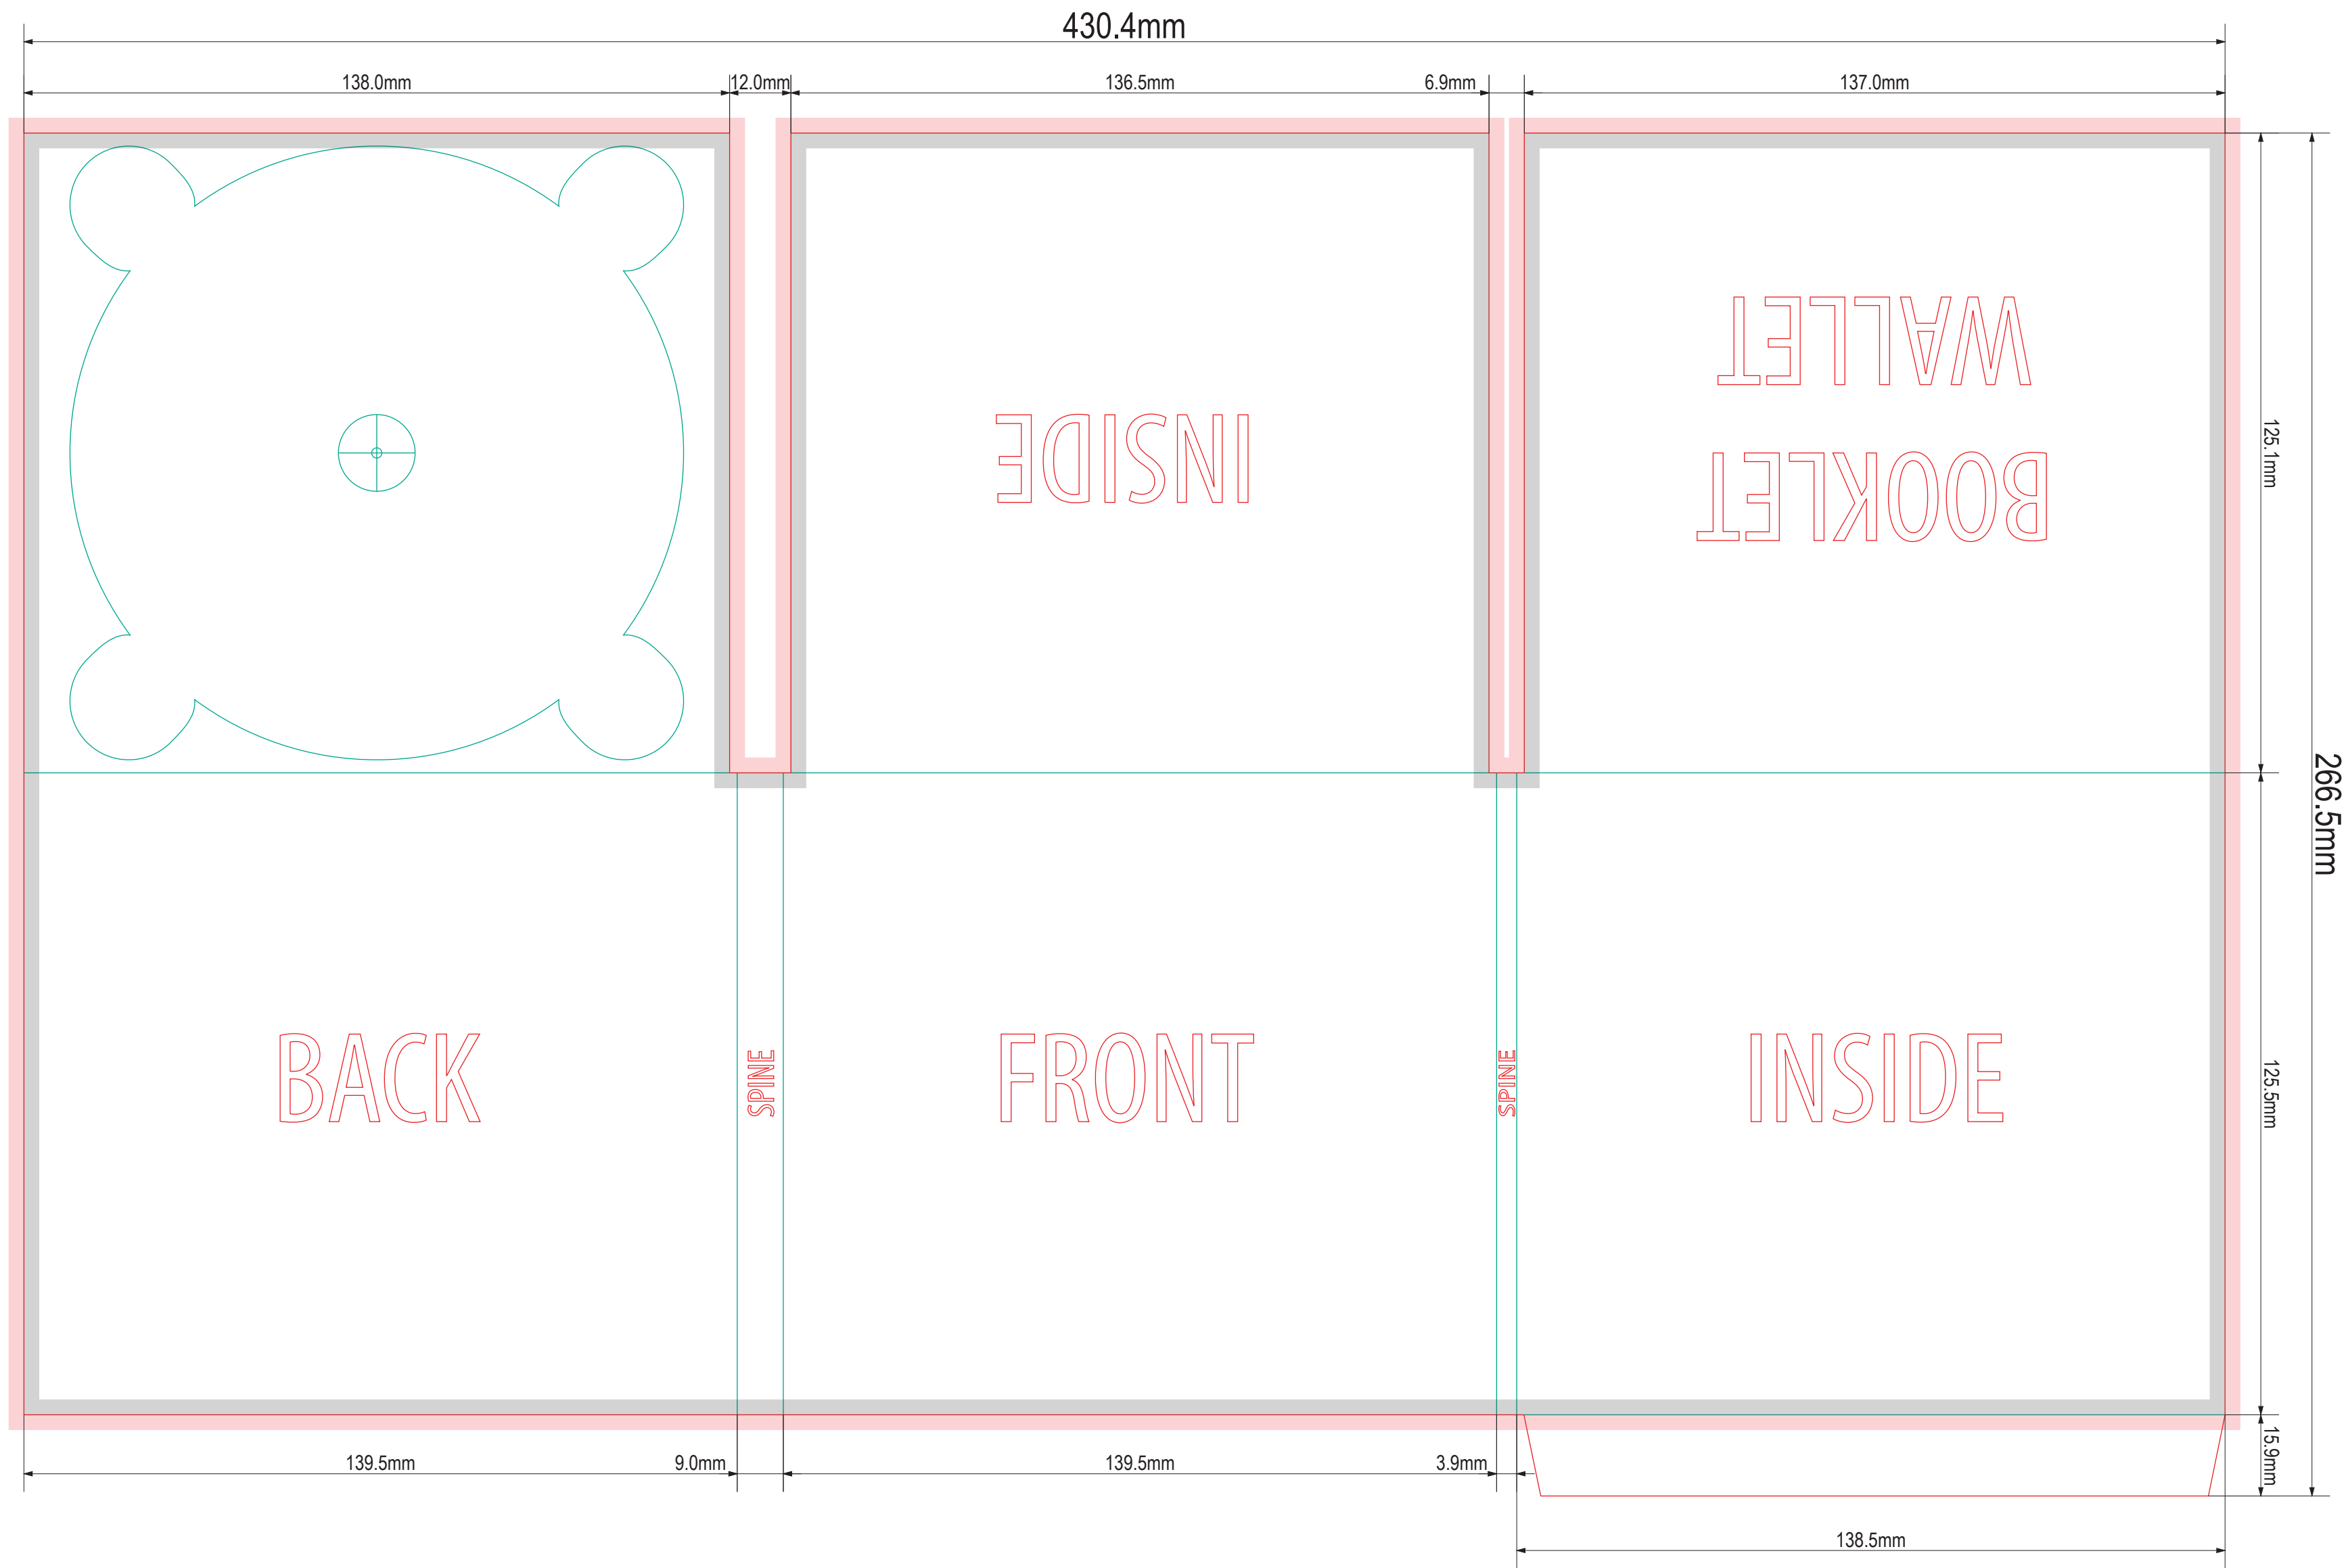 430.4mm
138.0mm
12.0mm
136.5mm
6.9mm
137.0mm
WALLET
BOOKLET
INSIDE
125.1mm
266.5mm
BACK
SPINE
FRONT
SPINE
INSIDE
125.5mm
139.5mm
9.0mm
139.5mm
3.9mm
15.9mm
138.5mm